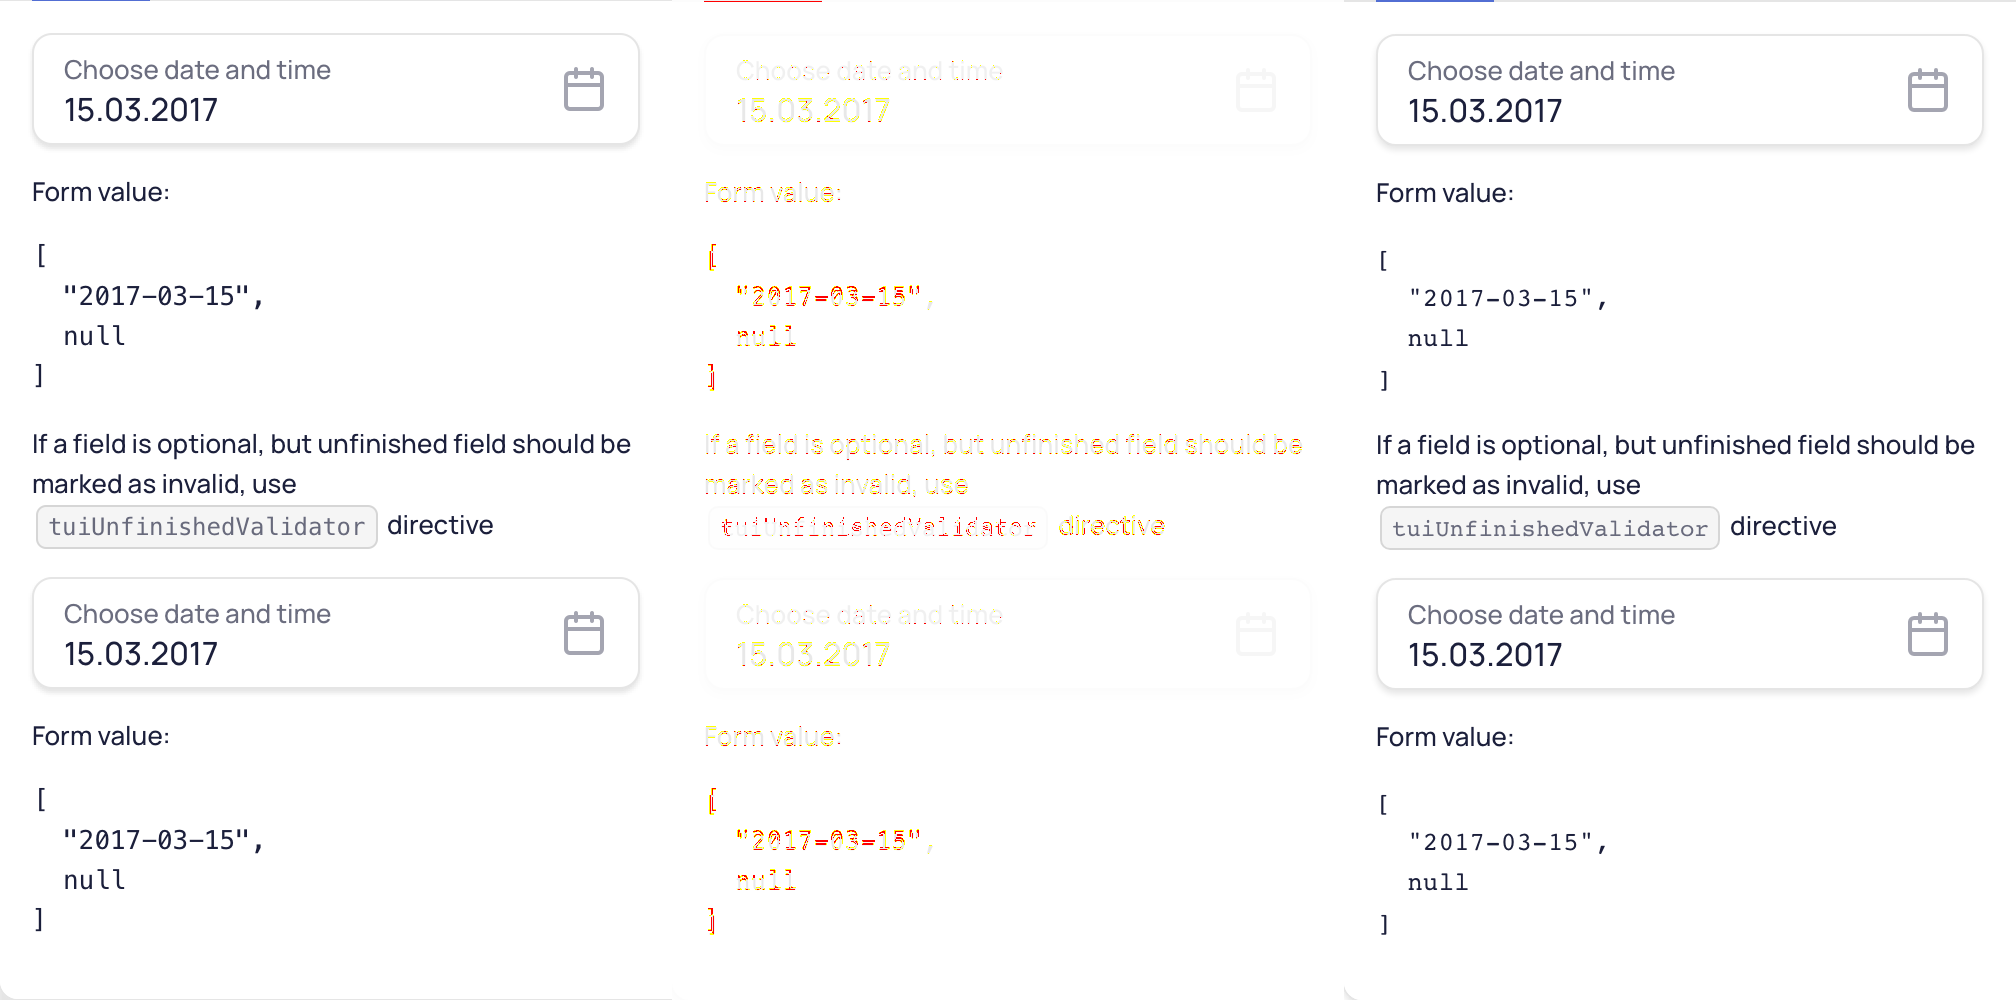 Choose date and time
15.03.2017
Form value:
[
"2017-03-15",
null
]
If a field is optional, but unfinished field should be
marked as invalid, use
tuiUnfinishedValidator directive
Choose date and time
15.03.2017
Form value:
[
"2017-03-15",
null
]
Choose date and time
15.03.2017
Form value:
[
"2017-03-15",
null
]
If a field is optional, but unfinished field should be
marked as invalid, use
tuiUnfinishedValidator directive
Choose date and time
15.03.2017
Form value:
[
"2017-03-15",
null
]
Choose date and time
15.03.2017
Form value:
[
"2017-03-15",
null
]
If a field is optional, but unfinished field should be
marked as invalid, use
tuiUnfinishedValidator directive
Choose date and time
15.03.2017
Form value:
[
"2017-03-15",
null
]